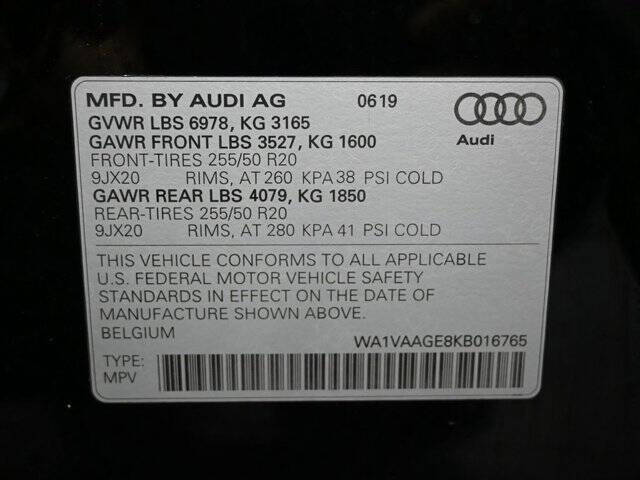 MFD. BY AUDI AG 0619
GVWR LBS 6978, KG 3165
GAWR FRONT LBS 3527, KG 1600
Audi
FRONT-TIRES 255/50 R20
9JX20 RIMS, AT 260 KPA 38 PSI COLD
GAWR REAR LBS 4079, KG 1850
REAR-TIRES 255/50 R20
9JX20 RIMS, AT 280 KPA 41 PSI COLD
THIS VEHICLE CONFORMS TO ALL APPLICABLE
U.S. FEDERAL MOTOR VEHICLE SAFETY
STANDARDS IN EFFECT ON THE DATE OF
MANUFACTURE SHOWN ABOVE.
BELGIUM WA1VAAGE8KB016765
TYPE:
MPV